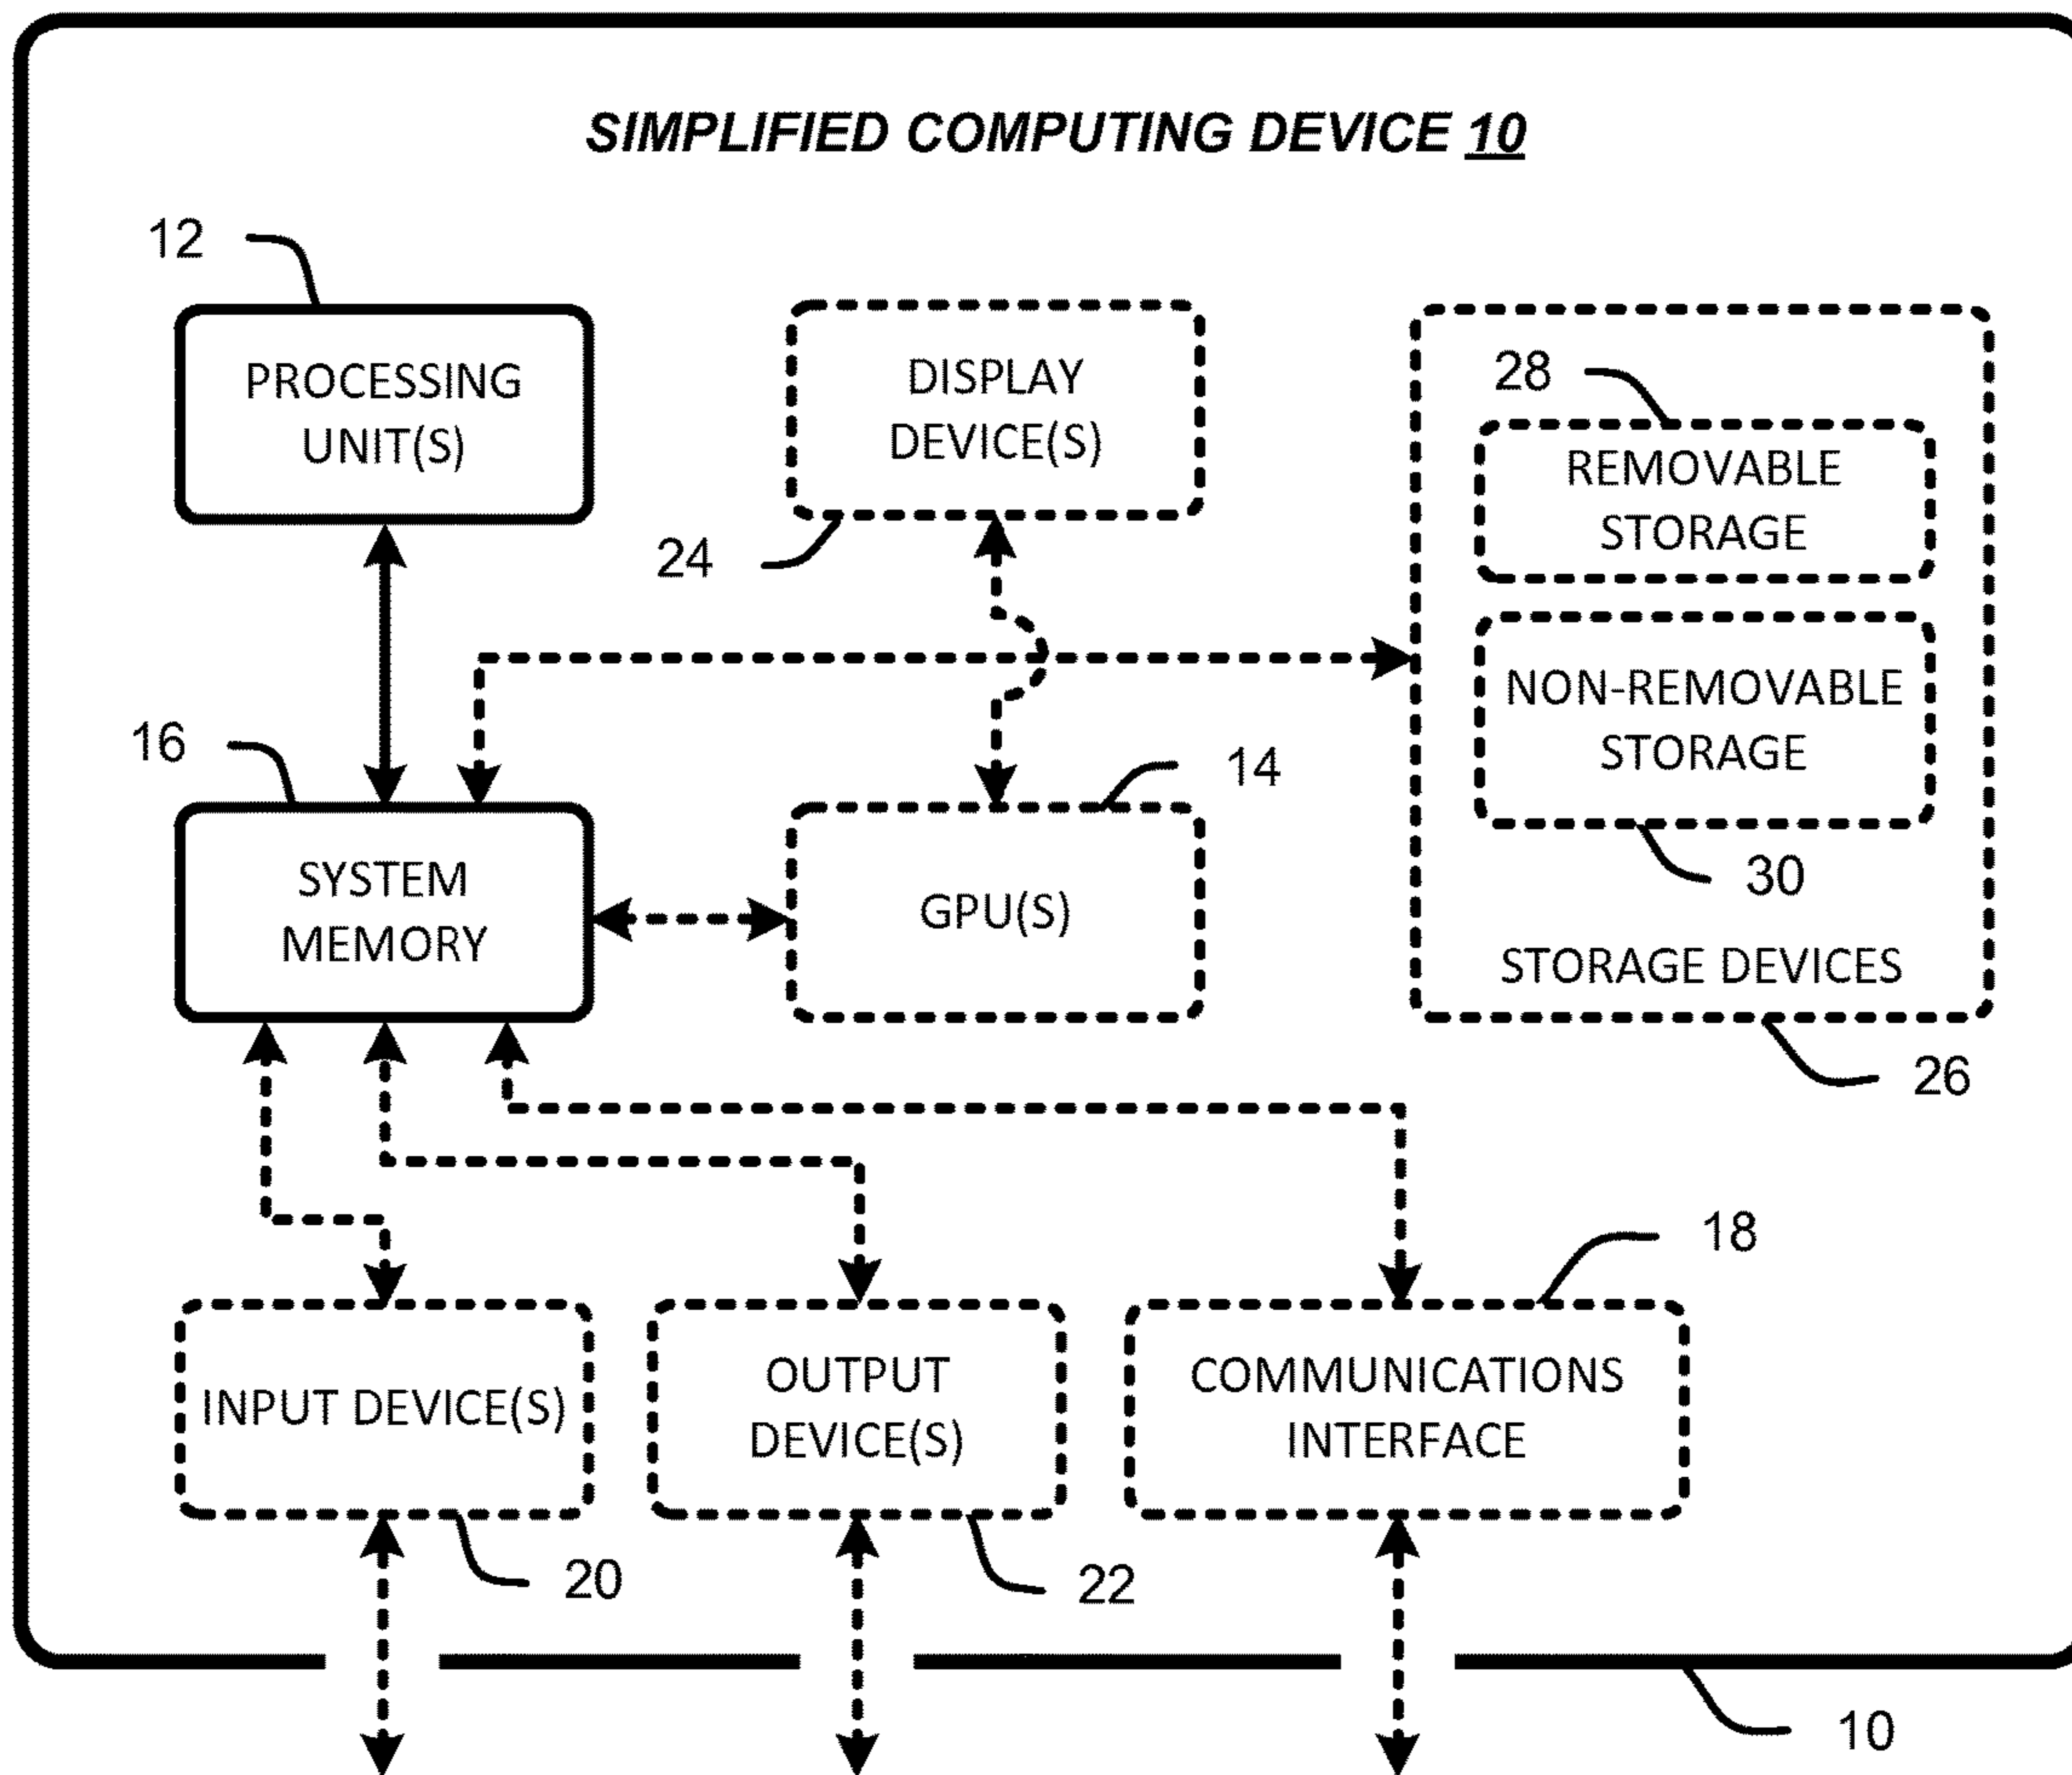 SIMPLIFIED COMPUTING DEVICE 10
12
PROCESSING
UNIT(S)
DISPLAY
DEVICE(S)
24
28
REMOVABLE
STORAGE
NON-REMOVABLE
STORAGE
30
STORAGE DEVICES
26
16
SYSTEM
MEMORY
14
GPU(S)
18
INPUT DEVICE(S)
20
OUTPUT
DEVICE(S)
22
COMMUNICATIONS
INTERFACE
10